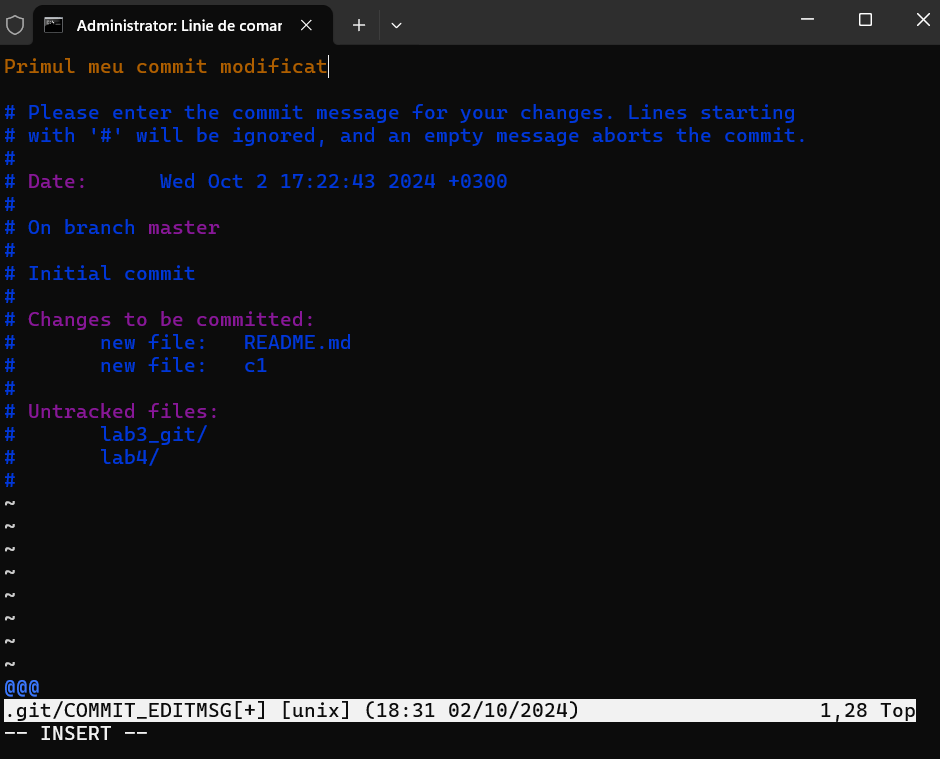 Administrator: Linie de comar
Primul meu commit modificat
# Please enter the commit message for your changes. Lines starting
# with '#' will be ignored, and an empty message aborts the commit.
#
# Date:      Wed Oct 2 17:22:43 2024 +0300
#
# On branch master
#
# Initial commit
#
# Changes to be committed:
#       new file:   README.md
#       new file:   c1
#
# Untracked files:
#       lab3_git/
#       lab4/
#
~
~
~
~
~
~
~
~
@@@
.git/COMMIT_EDITMSG[+] [unix] (18:31 02/10/2024) 1,28 Top
-- INSERT --